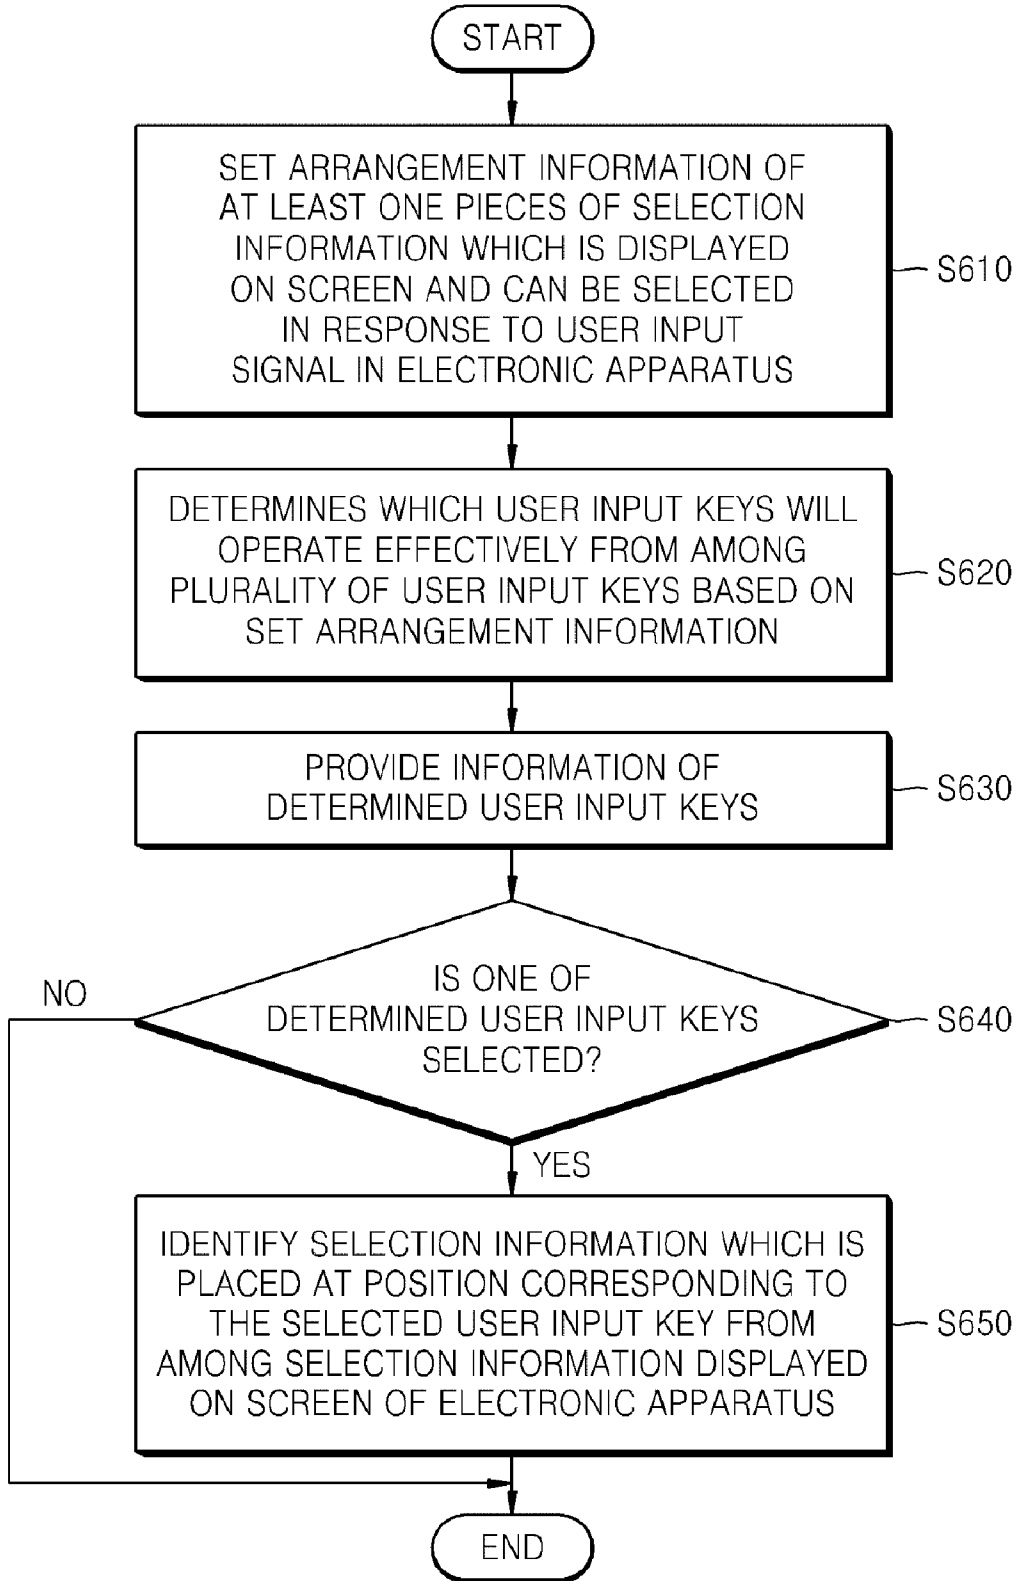 START
SET ARRANGEMENT INFORMATION OF
AT LEAST ONE PIECES OF SELECTION
INFORMATION WHICH IS DISPLAYED
ON SCREEN AND CAN BE SELECTED
IN RESPONSE TO USER INPUT
SIGNAL IN ELECTRONIC APPARATUS
S610
DETERMINES WHICH USER INPUT KEYS WILL
OPERATE EFFECTIVELY FROM AMONG
PLURALITY OF USER INPUT KEYS BASED ON
SET ARRANGEMENT INFORMATION
S620
PROVIDE INFORMATION OF
DETERMINED USER INPUT KEYS
S630
IS ONE OF
DETERMINED USER INPUT KEYS
SELECTED?
S640
NO
YES
IDENTIFY SELECTION INFORMATION WHICH IS
PLACED AT POSITION CORRESPONDING TO
THE SELECTED USER INPUT KEY FROM
AMONG SELECTION INFORMATION DISPLAYED
ON SCREEN OF ELECTRONIC APPARATUS
S650
END